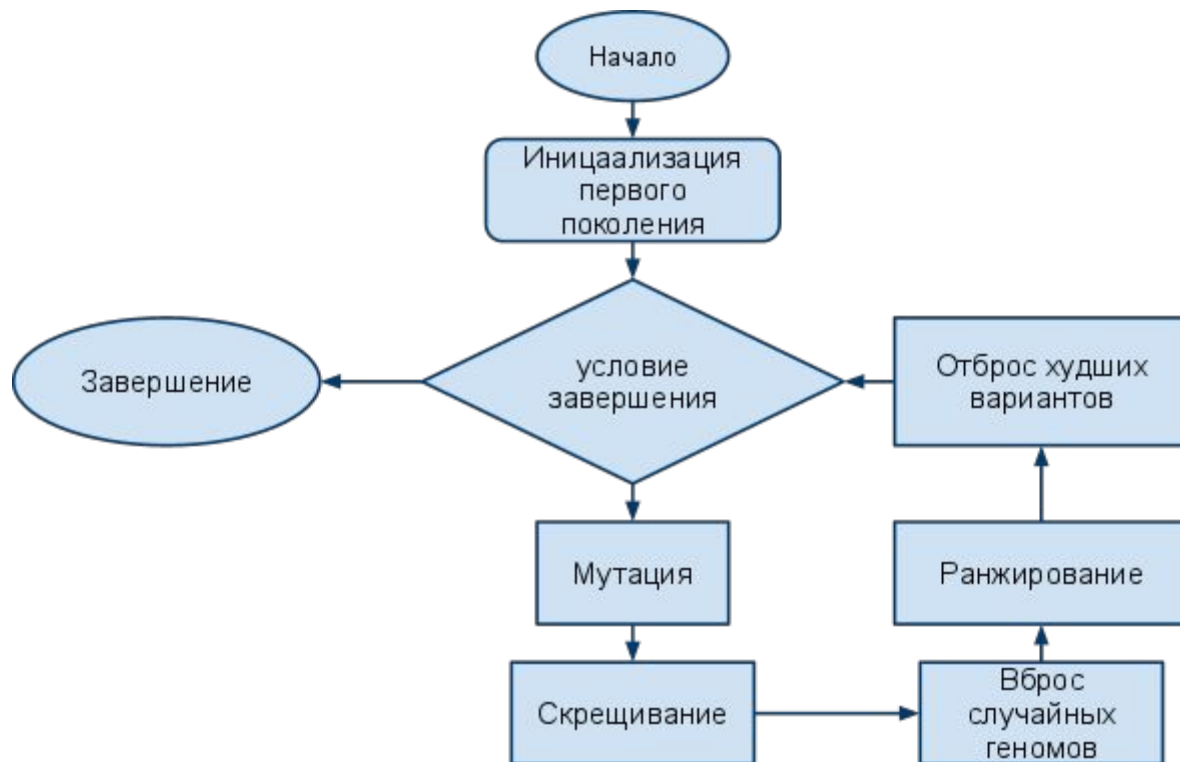 Начало
Иницаализация
первого
поколения
условие
завершения
Завершение
Отброс худших
вариантов
Мутация
Ранжирование
Скрещивание
Вброс
случайных
геномов